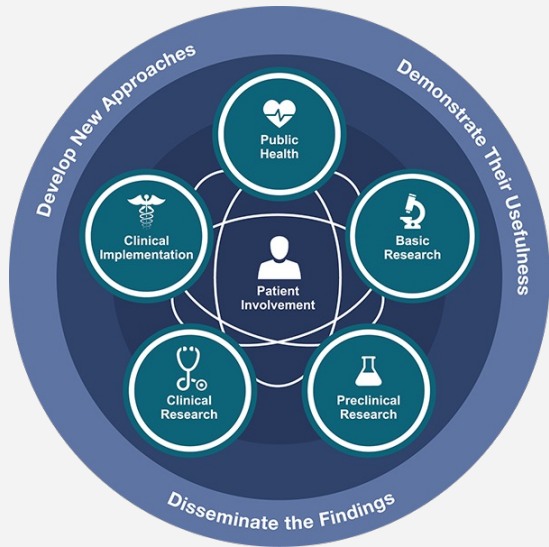 Develop New Approaches
Demonstrate Their Usefulness
Public
Health
Clinical
Implementation
Basic
Research
Patient
Involvement
Clinical
Research
Preclinical
Research
Disseminate the Findings